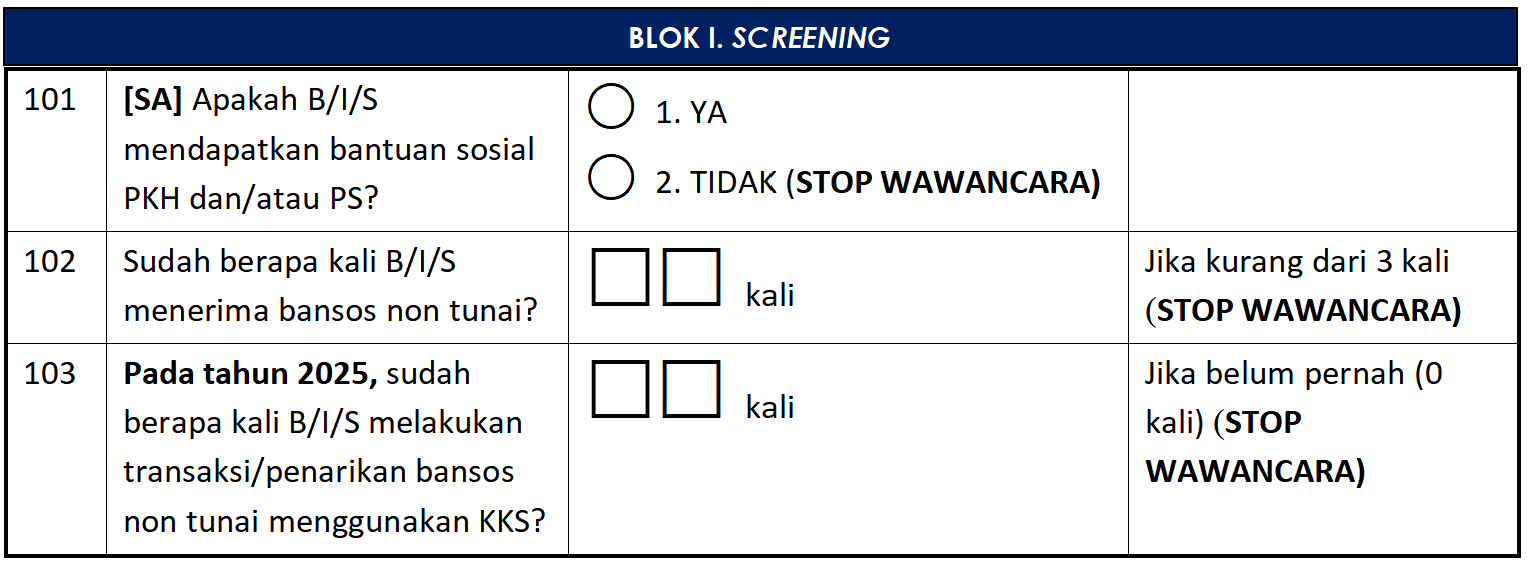 BLOK I. SCREENING
101
[SA] Apakah B/I/S
mendapatkan bantuan sosial
PKH dan/atau PS?
1. YA
2. TIDAK (STOP WAWANCARA)
102
Sudah berapa kali B/I/S
menerima bansos non tunai?
kali
Jika kurang dari 3 kali
(STOP WAWANCARA)
103
Pada tahun 2025, sudah
berapa kali B/I/S melakukan
transaksi/penarikan bansos
non tunai menggunakan KKS?
kali
Jika belum pernah (0
kali) (STOP
WAWANCARA)